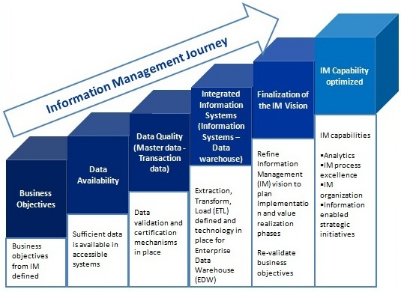 Information Management Journey
Business
Objectives
Business
objectives
from IM
defined
Data
Availability
Sufficient data
is available in
accessible
systems
Data Quality
(Master data -
Transaction
data)
Data
validation and
certification
mechanisms
in place
Integrated
Information
Systems
(Information
Systems –
Data
warehouse)
Extraction,
Transform,
Load (ETL)
defined and
technology in
place for
Enterprise
Data
Warehouse
(EDW)
Finalization of
the IM Vision
Refine
Information
Management
(IM) vision to
plan
implementatio
n and value
realization
phases
Re-validate
business
objectives
IM Capability
optimized
IM capabilities
•Analytics
•IM process
excellence
•IM
organization
•Information
enabled
strategic
initiatives